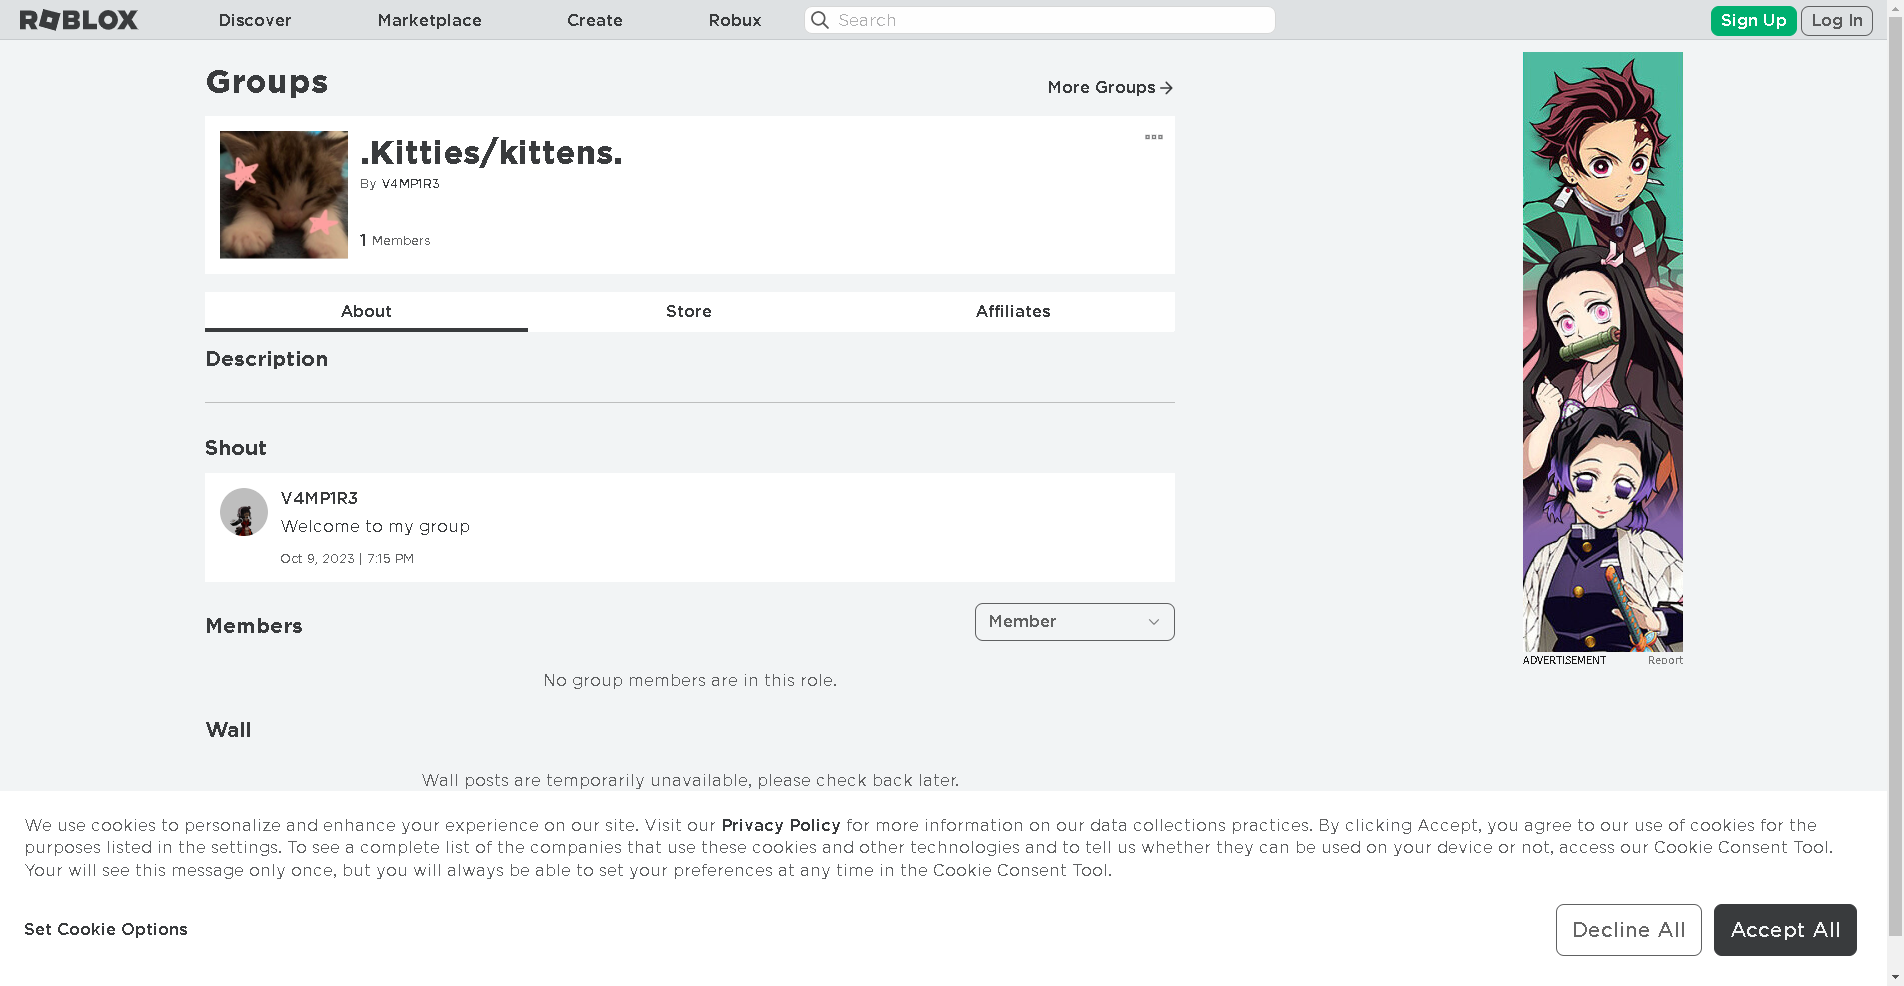 ROBLOX
Discover
Marketplace
Create
Robux
Search
Sign Up
Log In
Groups
More Groups
.Kitties/kittens.
By V4MP1R3
1 Members
About
Store
Affiliates
Description
Shout
V4MP1R3
Welcome to my group
Oct 9, 2023 | 7:15 PM
Members
Member
No group members are in this role.
Wall
Wall posts are temporarily unavailable, please check back later.
ADVERTISEMENT
Report
We use cookies to personalize and enhance your experience on our site. Visit our Privacy Policy for more information on our data collections practices. By clicking Accept, you agree to our use of cookies for the
purposes listed in the settings. To see a complete list of the companies that use these cookies and other technologies and to tell us whether they can be used on your device or not, access our Cookie Consent Tool.
Your will see this message only once, but you will always be able to set your preferences at any time in the Cookie Consent Tool.
Set Cookie Options
Decline All
Accept All